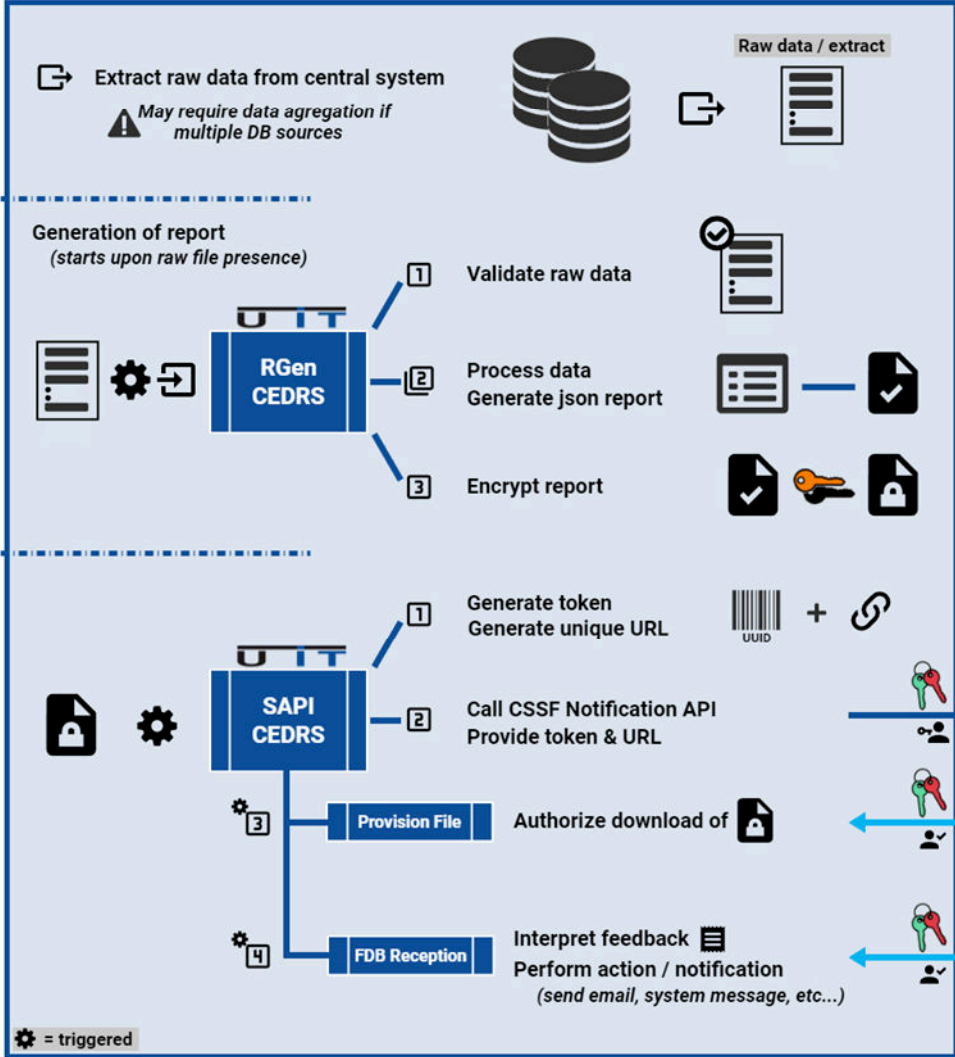 Raw data / extract
Extract raw data from central system
May require data agregation if
multiple DB sources
Generation of report
(starts upon raw file presence)
1
Validate raw data
U IT
RGen
CEDRS
2
Process data
Generate json report
3
Encrypt report
1
Generate token
Generate unique URL
+
UUID
U IT
SAPI
CEDRS
2
Call CSSF Notification API
Provide token & URL
3
Provision File
Authorize download of
4
FDB Reception
Interpret feedback
Perform action / notification
(send email, system message, etc...)
= triggered